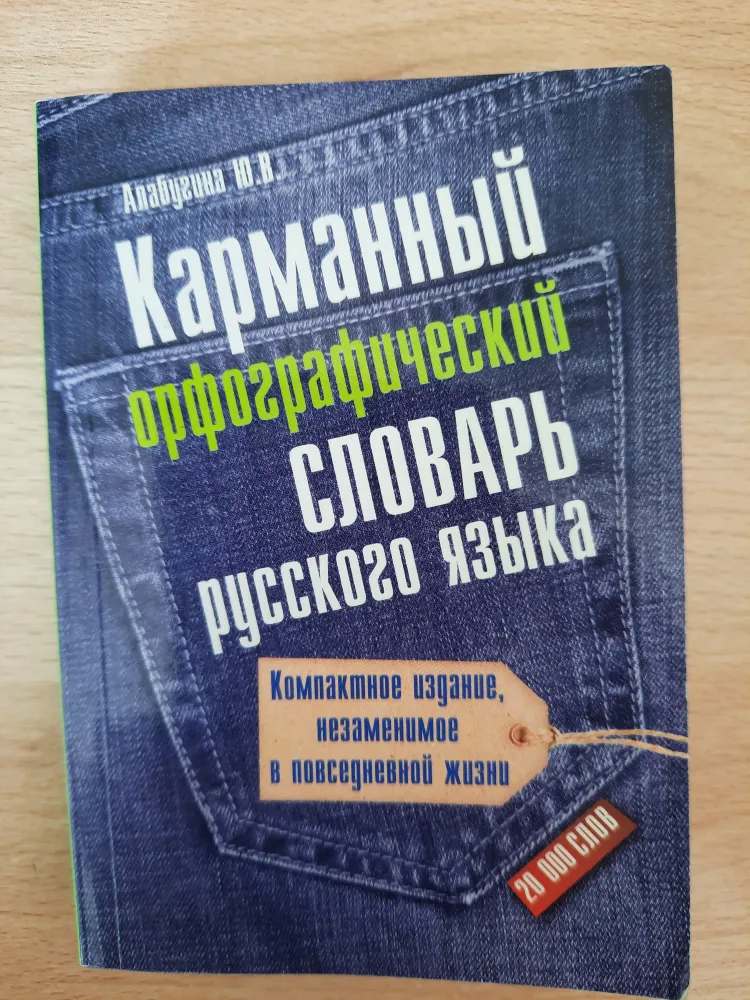 Алабугина Ю.В.
Карманный
орфографический
СЛОВАРЬ
русского языка
Компактное издание,
незаменимое
в повседневной жизни
20 000 СЛОВ